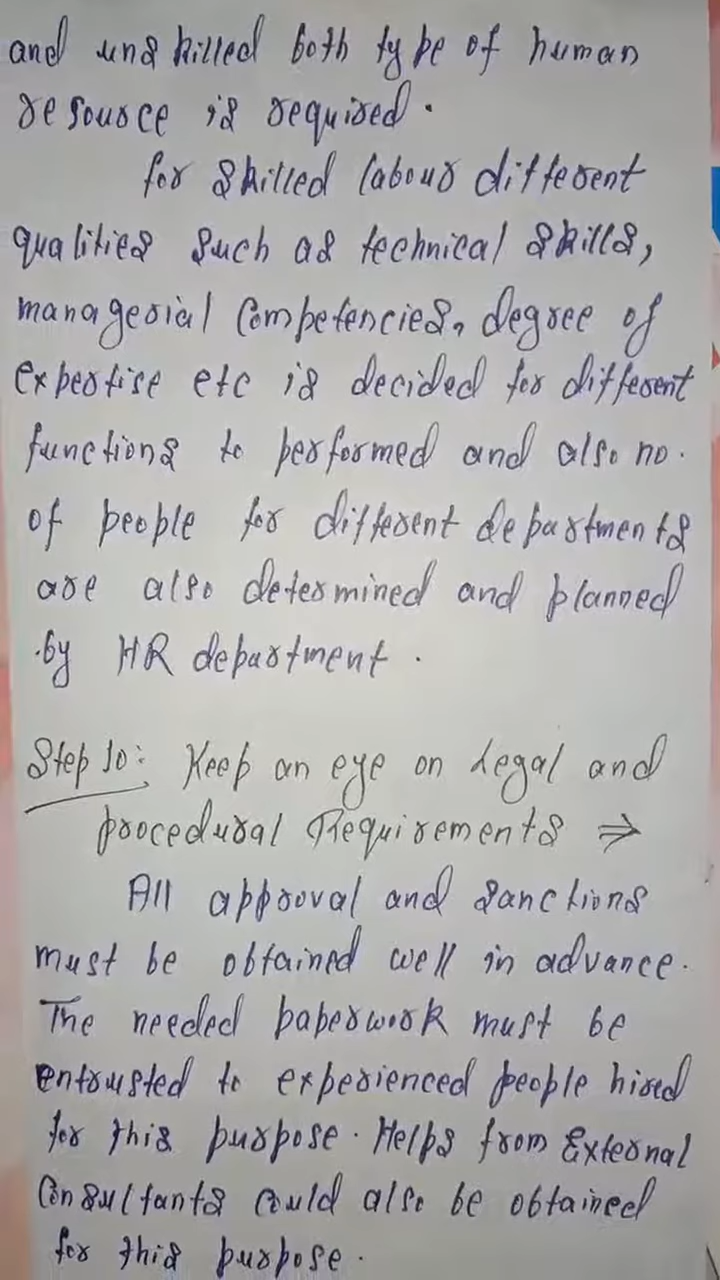 and unskilled both type of human
resource is required.
for skilled labour different
qualities such as technical skills,
managerial Competencies, degree of
expertise etc is decided for different
functions to performed and also no.
of people for different departments
are also determined and planned
by HR department.
Step 10: Keep an eye on Legal and
procedural Requirements ⇒
All approval and sanctions
must be obtained well in advance.
The needed paperwork must be
entrusted to experienced people hired
for this purpose. Helps from External
Consultants could also be obtained
for this purpose.